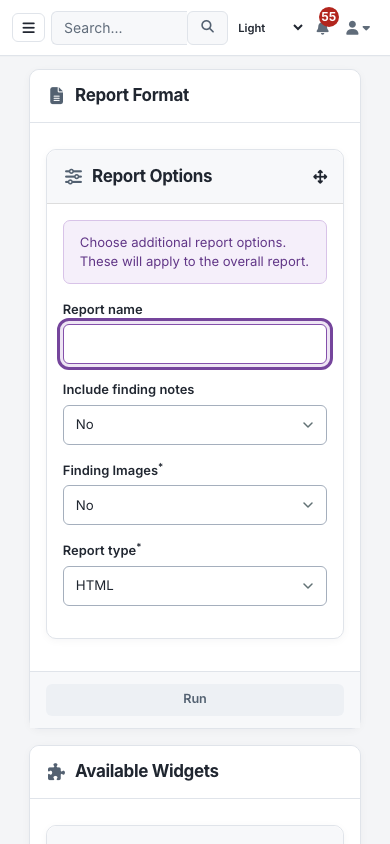 Search...
Light
55
Report Format
Report Options
Choose additional report options.
These will apply to the overall report.
Report name
Include finding notes
No
Finding Images*
No
Report type*
HTML
Run
Available Widgets